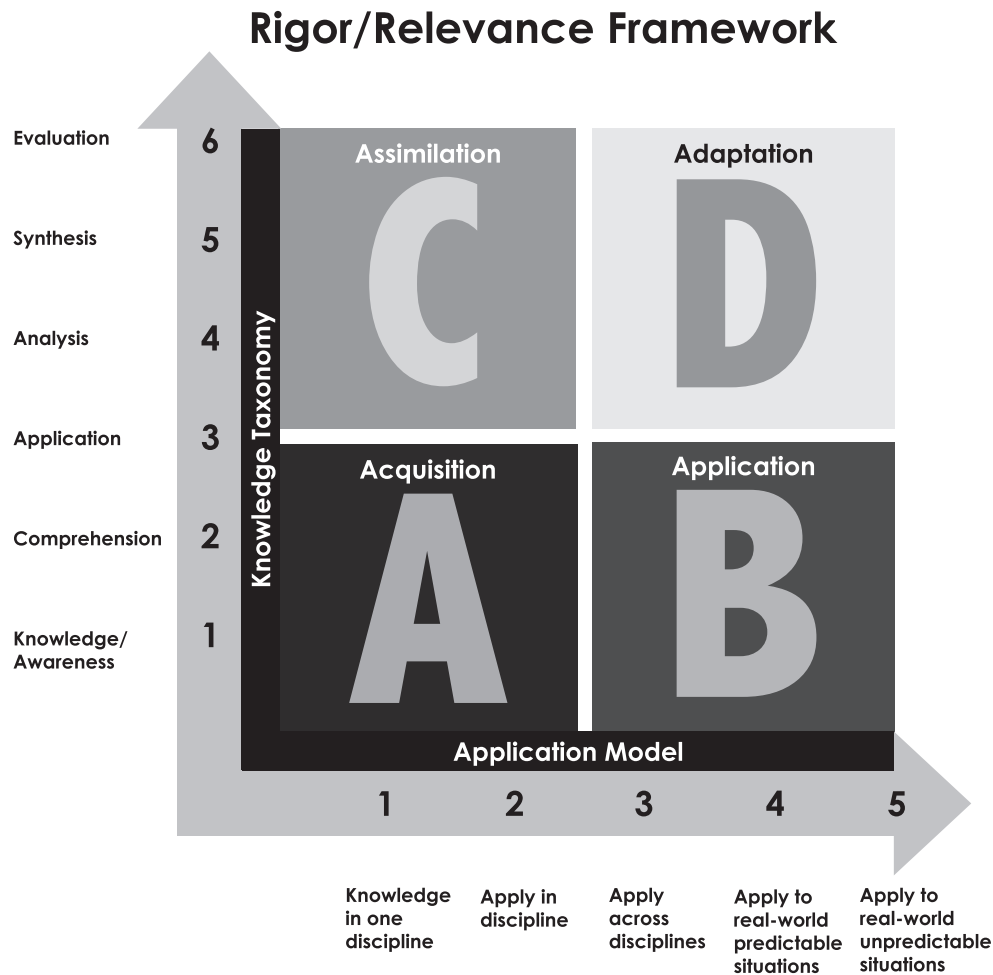 Rigor/Relevance Framework
Evaluation
6
Synthesis
5
Analysis
4
Application
3
Comprehension
2
Knowledge/
Awareness
1
Knowledge Taxonomy
Assimilation
C
Adaptation
D
Acquisition
A
Application
B
Application Model
1
2
3
4
5
Knowledge
in one
discipline
Apply in
discipline
Apply
across
disciplines
Apply to
real-world
predictable
situations
Apply to
real-world
unpredictable
situations